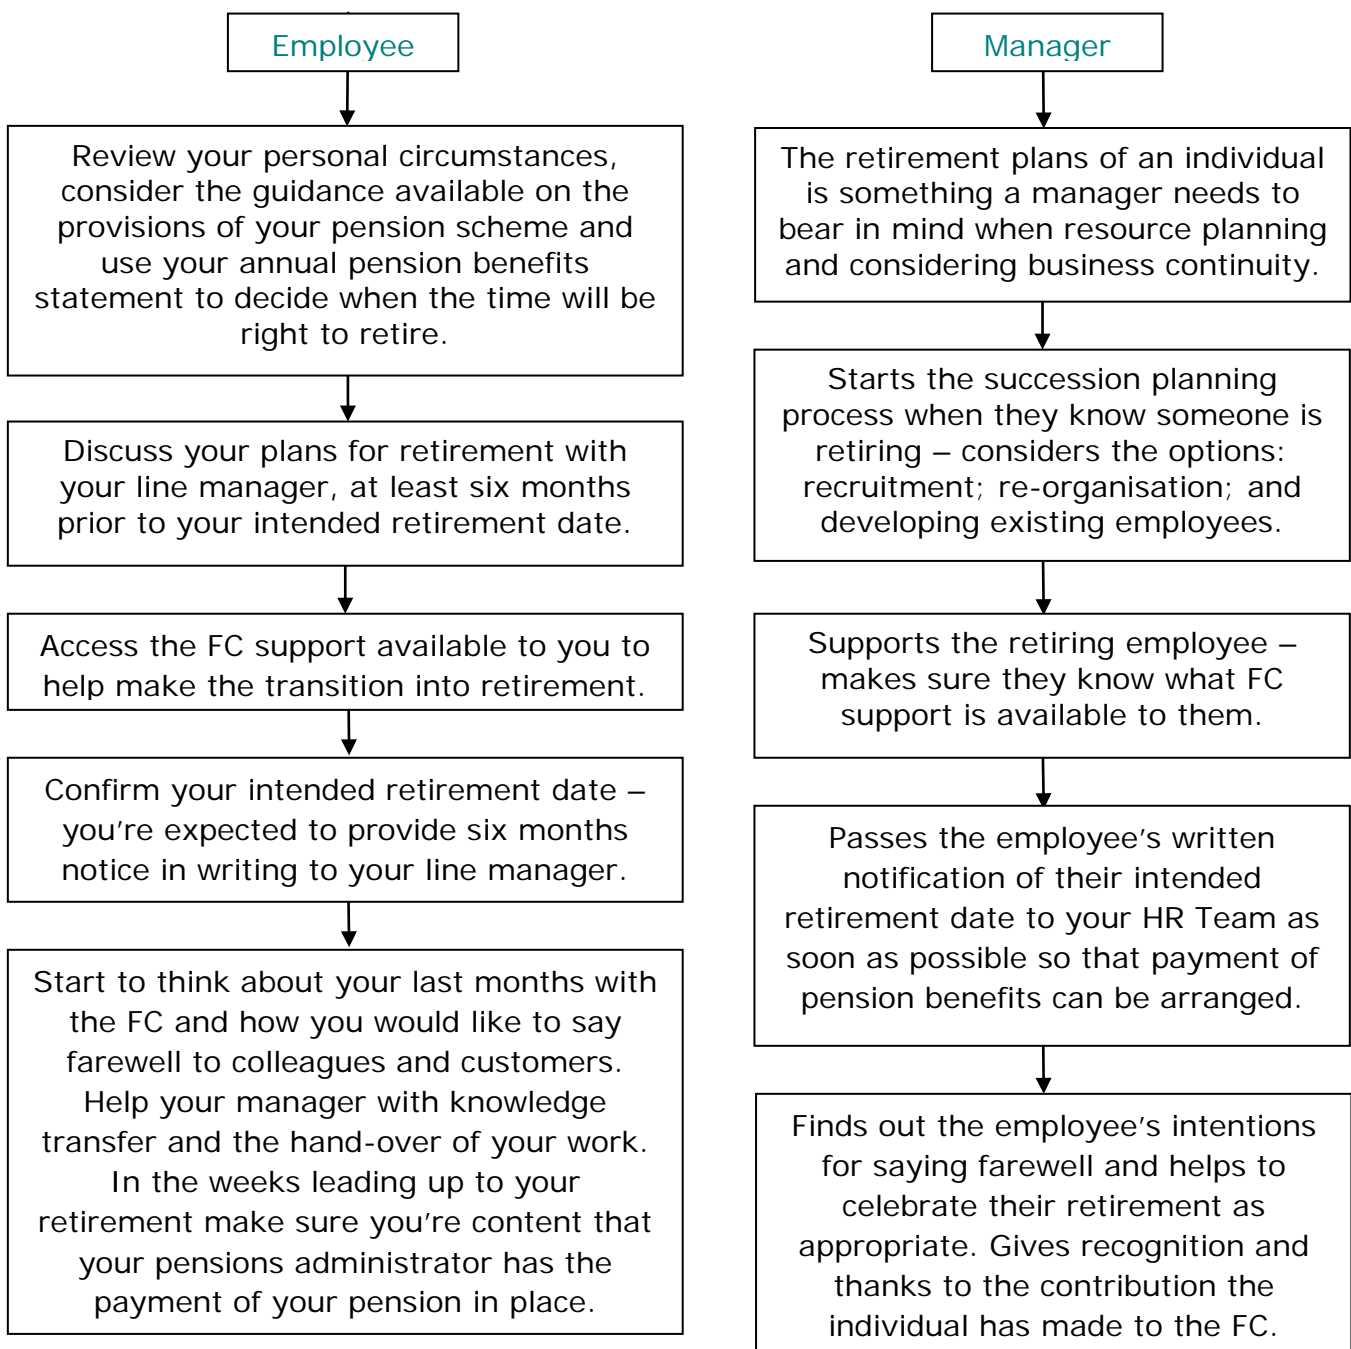 Employee
Review your personal circumstances,
consider the guidance available on the
provisions of your pension scheme and
use your annual pension benefits
statement to decide when the time will be
right to retire.
Discuss your plans for retirement with
your line manager, at least six months
prior to your intended retirement date.
Access the FC support available to you to
help make the transition into retirement.
Confirm your intended retirement date –
you're expected to provide six months
notice in writing to your line manager.
Start to think about your last months with
the FC and how you would like to say
farewell to colleagues and customers.
Help your manager with knowledge
transfer and the hand-over of your work.
In the weeks leading up to your
retirement make sure you're content that
your pensions administrator has the
payment of your pension in place.
Manager
The retirement plans of an individual
is something a manager needs to
bear in mind when resource planning
and considering business continuity.
Starts the succession planning
process when they know someone is
retiring – considers the options:
recruitment; re-organisation; and
developing existing employees.
Supports the retiring employee –
makes sure they know what FC
support is available to them.
Passes the employee's written
notification of their intended
retirement date to your HR Team as
soon as possible so that payment of
pension benefits can be arranged.
Finds out the employee's intentions
for saying farewell and helps to
celebrate their retirement as
appropriate. Gives recognition and
thanks to the contribution the
individual has made to the FC.